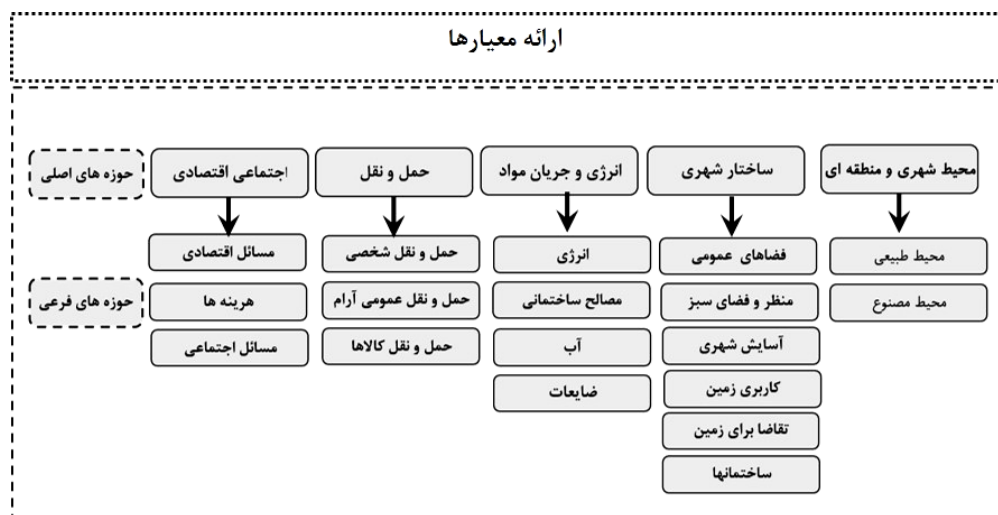 ارائه معیارها
محیط شهری و منطقه ای
ساختار شهری
انرژی و جریان مواد
حمل و نقل
اجتماعی اقتصادی
حوزه های اصلی
محیط طبیعی
فضاهای عمومی
انرژی
حمل و نقل شخصی
مسائل اقتصادی
محیط مصنوع
منظر و فضای سبز
مصالح ساختمانی
حمل و نقل عمومی آرام
هرینه ها
حوزه های فرعی
آسایش شهری
آب
حمل و نقل کالاها
مسائل اجتماعی
کاربری زمین
ضایعات
تقاضا برای زمین
ساختمانها